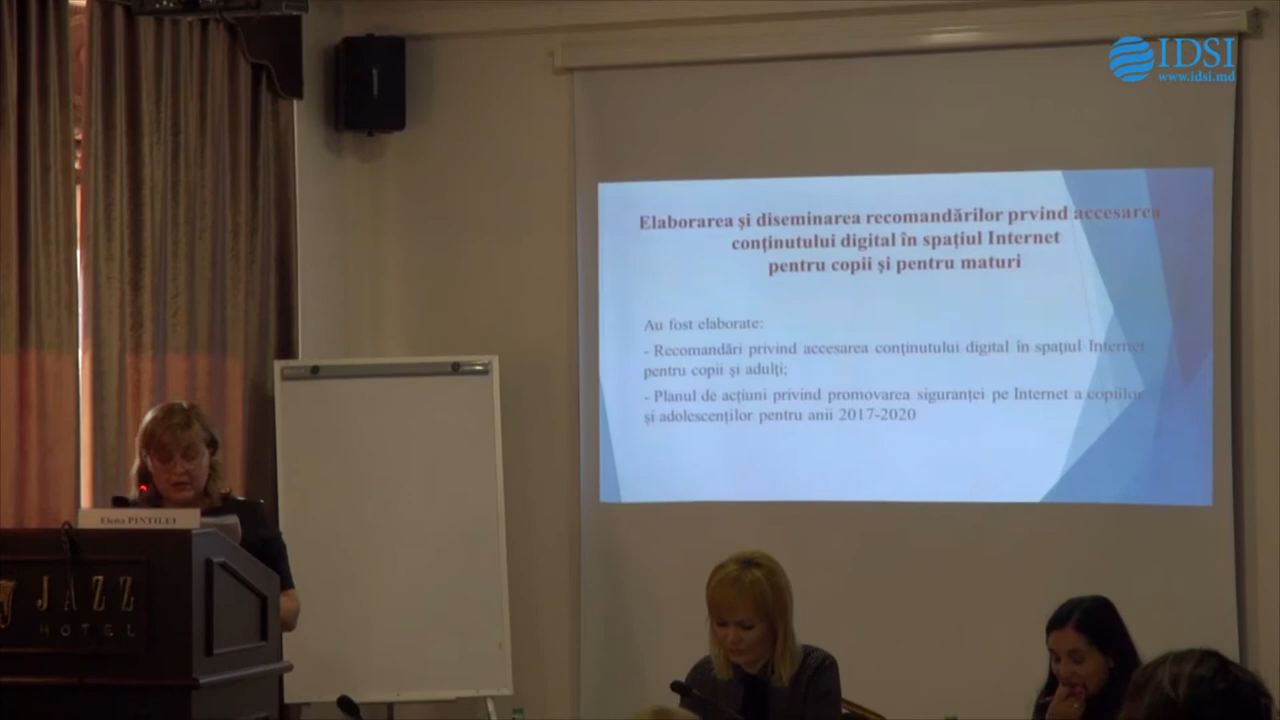 IDSI
www.idsi.md
Elaborarea şi diseminarea recomandărilor prvind accesarea
conţinutului digital în spaţiul Internet
pentru copii şi pentru maturi
Au fost elaborate:
- Recomandări privind accesarea conţinutului digital în spaţiul Internet
pentru copii şi adulţi;
- Planul de acţiuni privind promovarea siguranţei pe Internet a copiilor
şi adolescenţilor pentru anii 2017-2020
Elena PINTILEI
JAZZ
HOTEL